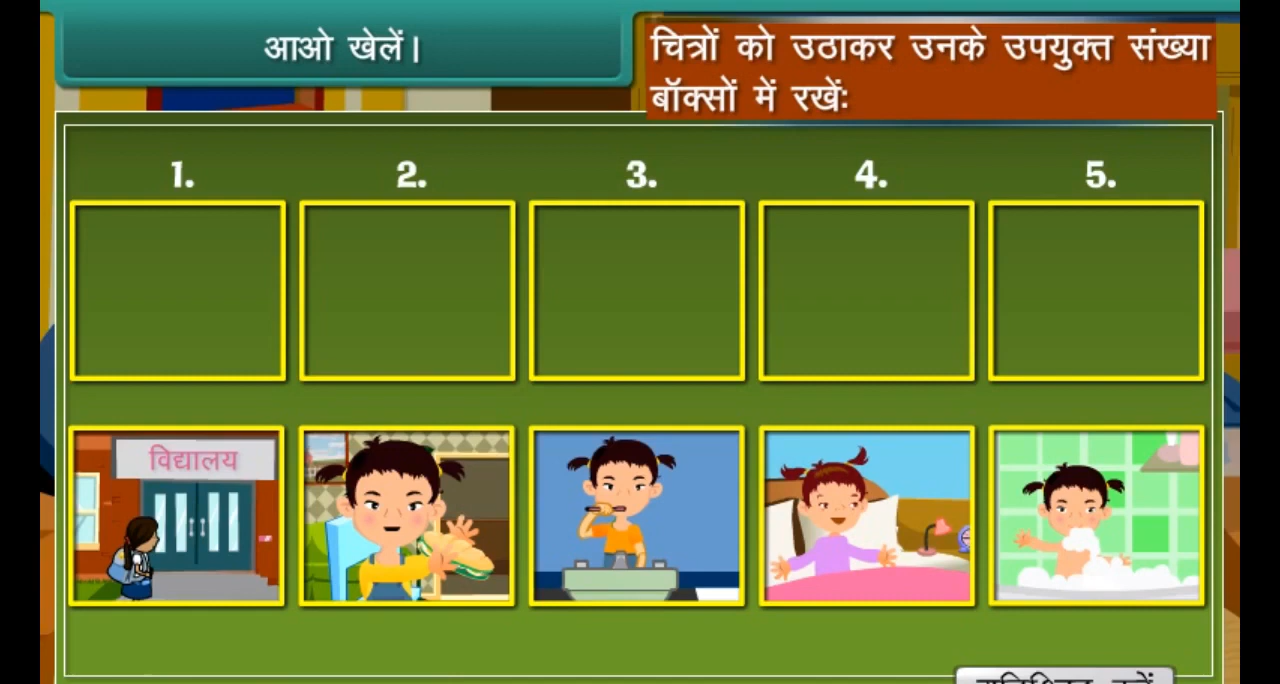 आओ खेलें।
चित्रों को उठाकर उनके उपयुक्त संख्या
बॉक्सों में रखें:
1. 2. 3. 4. 5.
विद्यालय